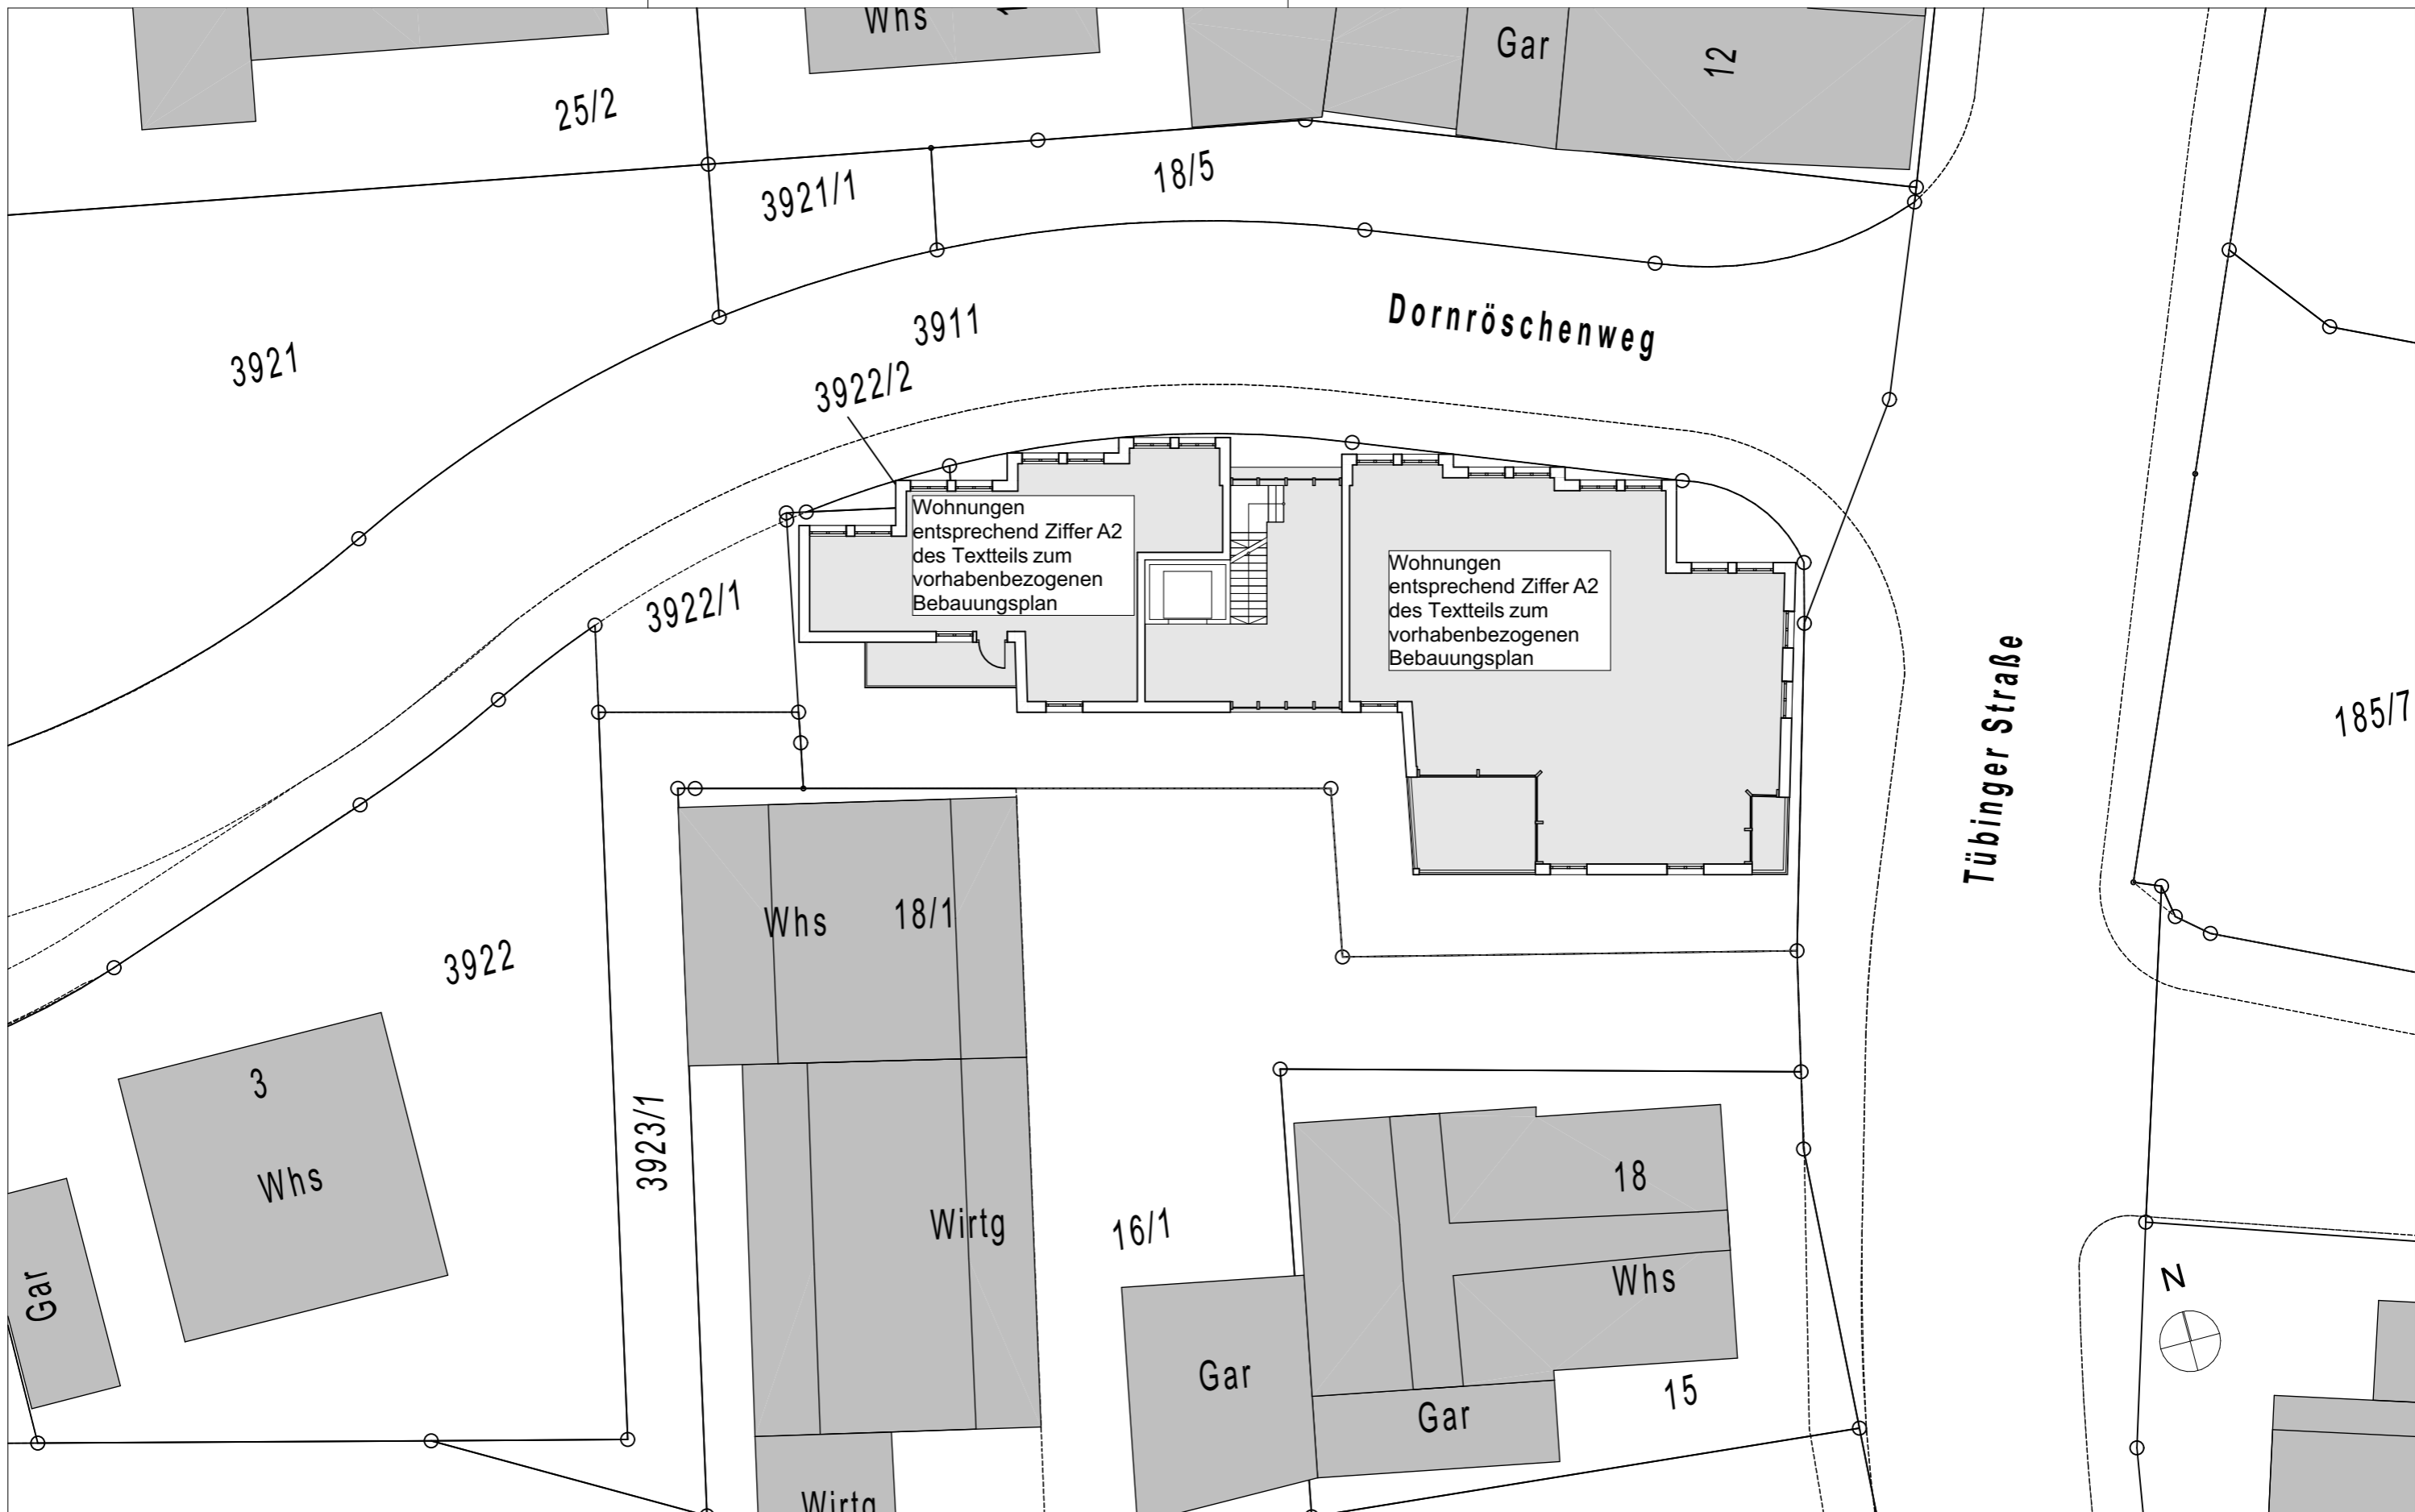 Whs
Gar
12
25/2
18/5
3921/1
3911
Dornröschenweg
3921
3922/2
Wohnungen
entsprechend Ziffer A2
des Textteils zum
vorhabenbezogenen
Bebauungsplan
Wohnungen
entsprechend Ziffer A2
des Textteils zum
vorhabenbezogenen
Bebauungsplan
3922/1
Tübinger Straße
185/7
Whs
18/1
3922
3
Whs
3923/1
Wirtg
16/1
18
Whs
Gar
N
Gar
15
Gar
Wirtg